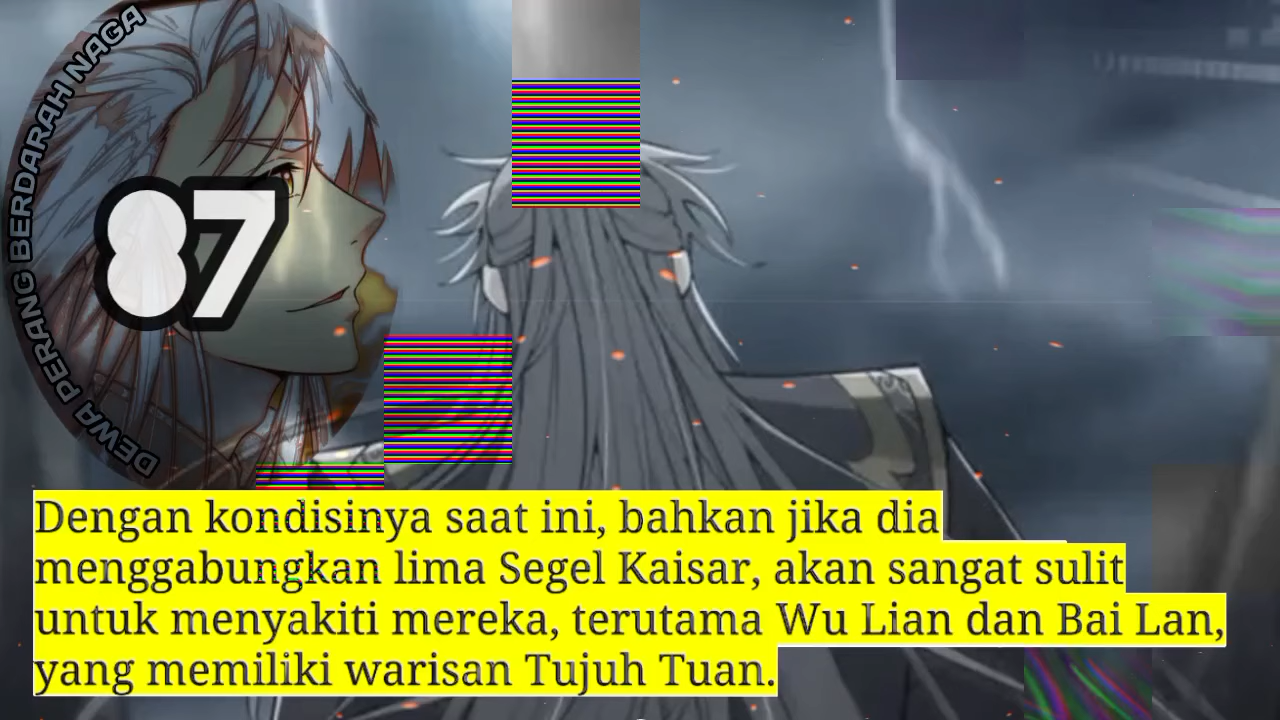 DEWA PERANG BERDARAH NAGA
87
Dengan kondisinya saat ini, bahkan jika dia
menggabungkan lima Segel Kaisar, akan sangat sulit
untuk menyakiti mereka, terutama Wu Lian dan Bai Lan,
yang memiliki warisan Tujuh Tuan.